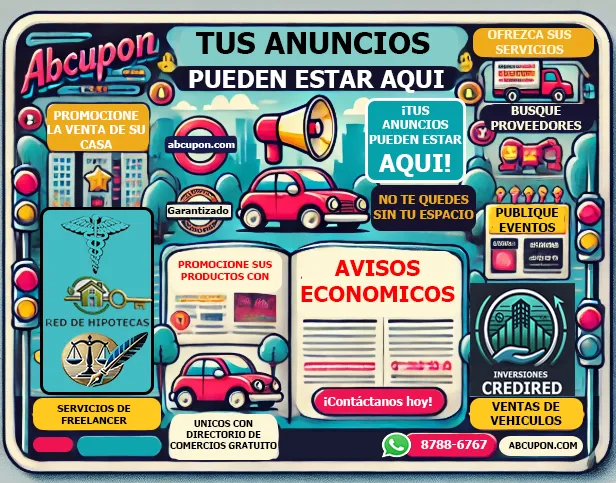 Abcupon
TUS ANUNCIOS
PUEDEN ESTAR AQUI
OFREZCA SUS
SERVICIOS
PROMOCIONE
LA VENTA DE SU
CASA
abcupon.com
¡TUS
ANUNCIOS
PUEDEN ESTAR
AQUI!
BUSQUE
PROVEEDORES
Garantizado
NO TE QUEDES
SIN TU ESPACIO
PUBLIQUE
EVENTOS
PROMOCIONE SUS
PRODUCTOS CON
AVISOS
ECONOMICOS
RED DE HIPOTECAS
INVERSIONES
CREDIRED
¡Contáctanos hoy!
SERVICIOS DE
FREELANCER
UNICOS CON
DIRECTORIO DE
COMERCIOS GRATUITO
VENTAS DE
VEHICULOS
8788-6767
ABCUPON.COM